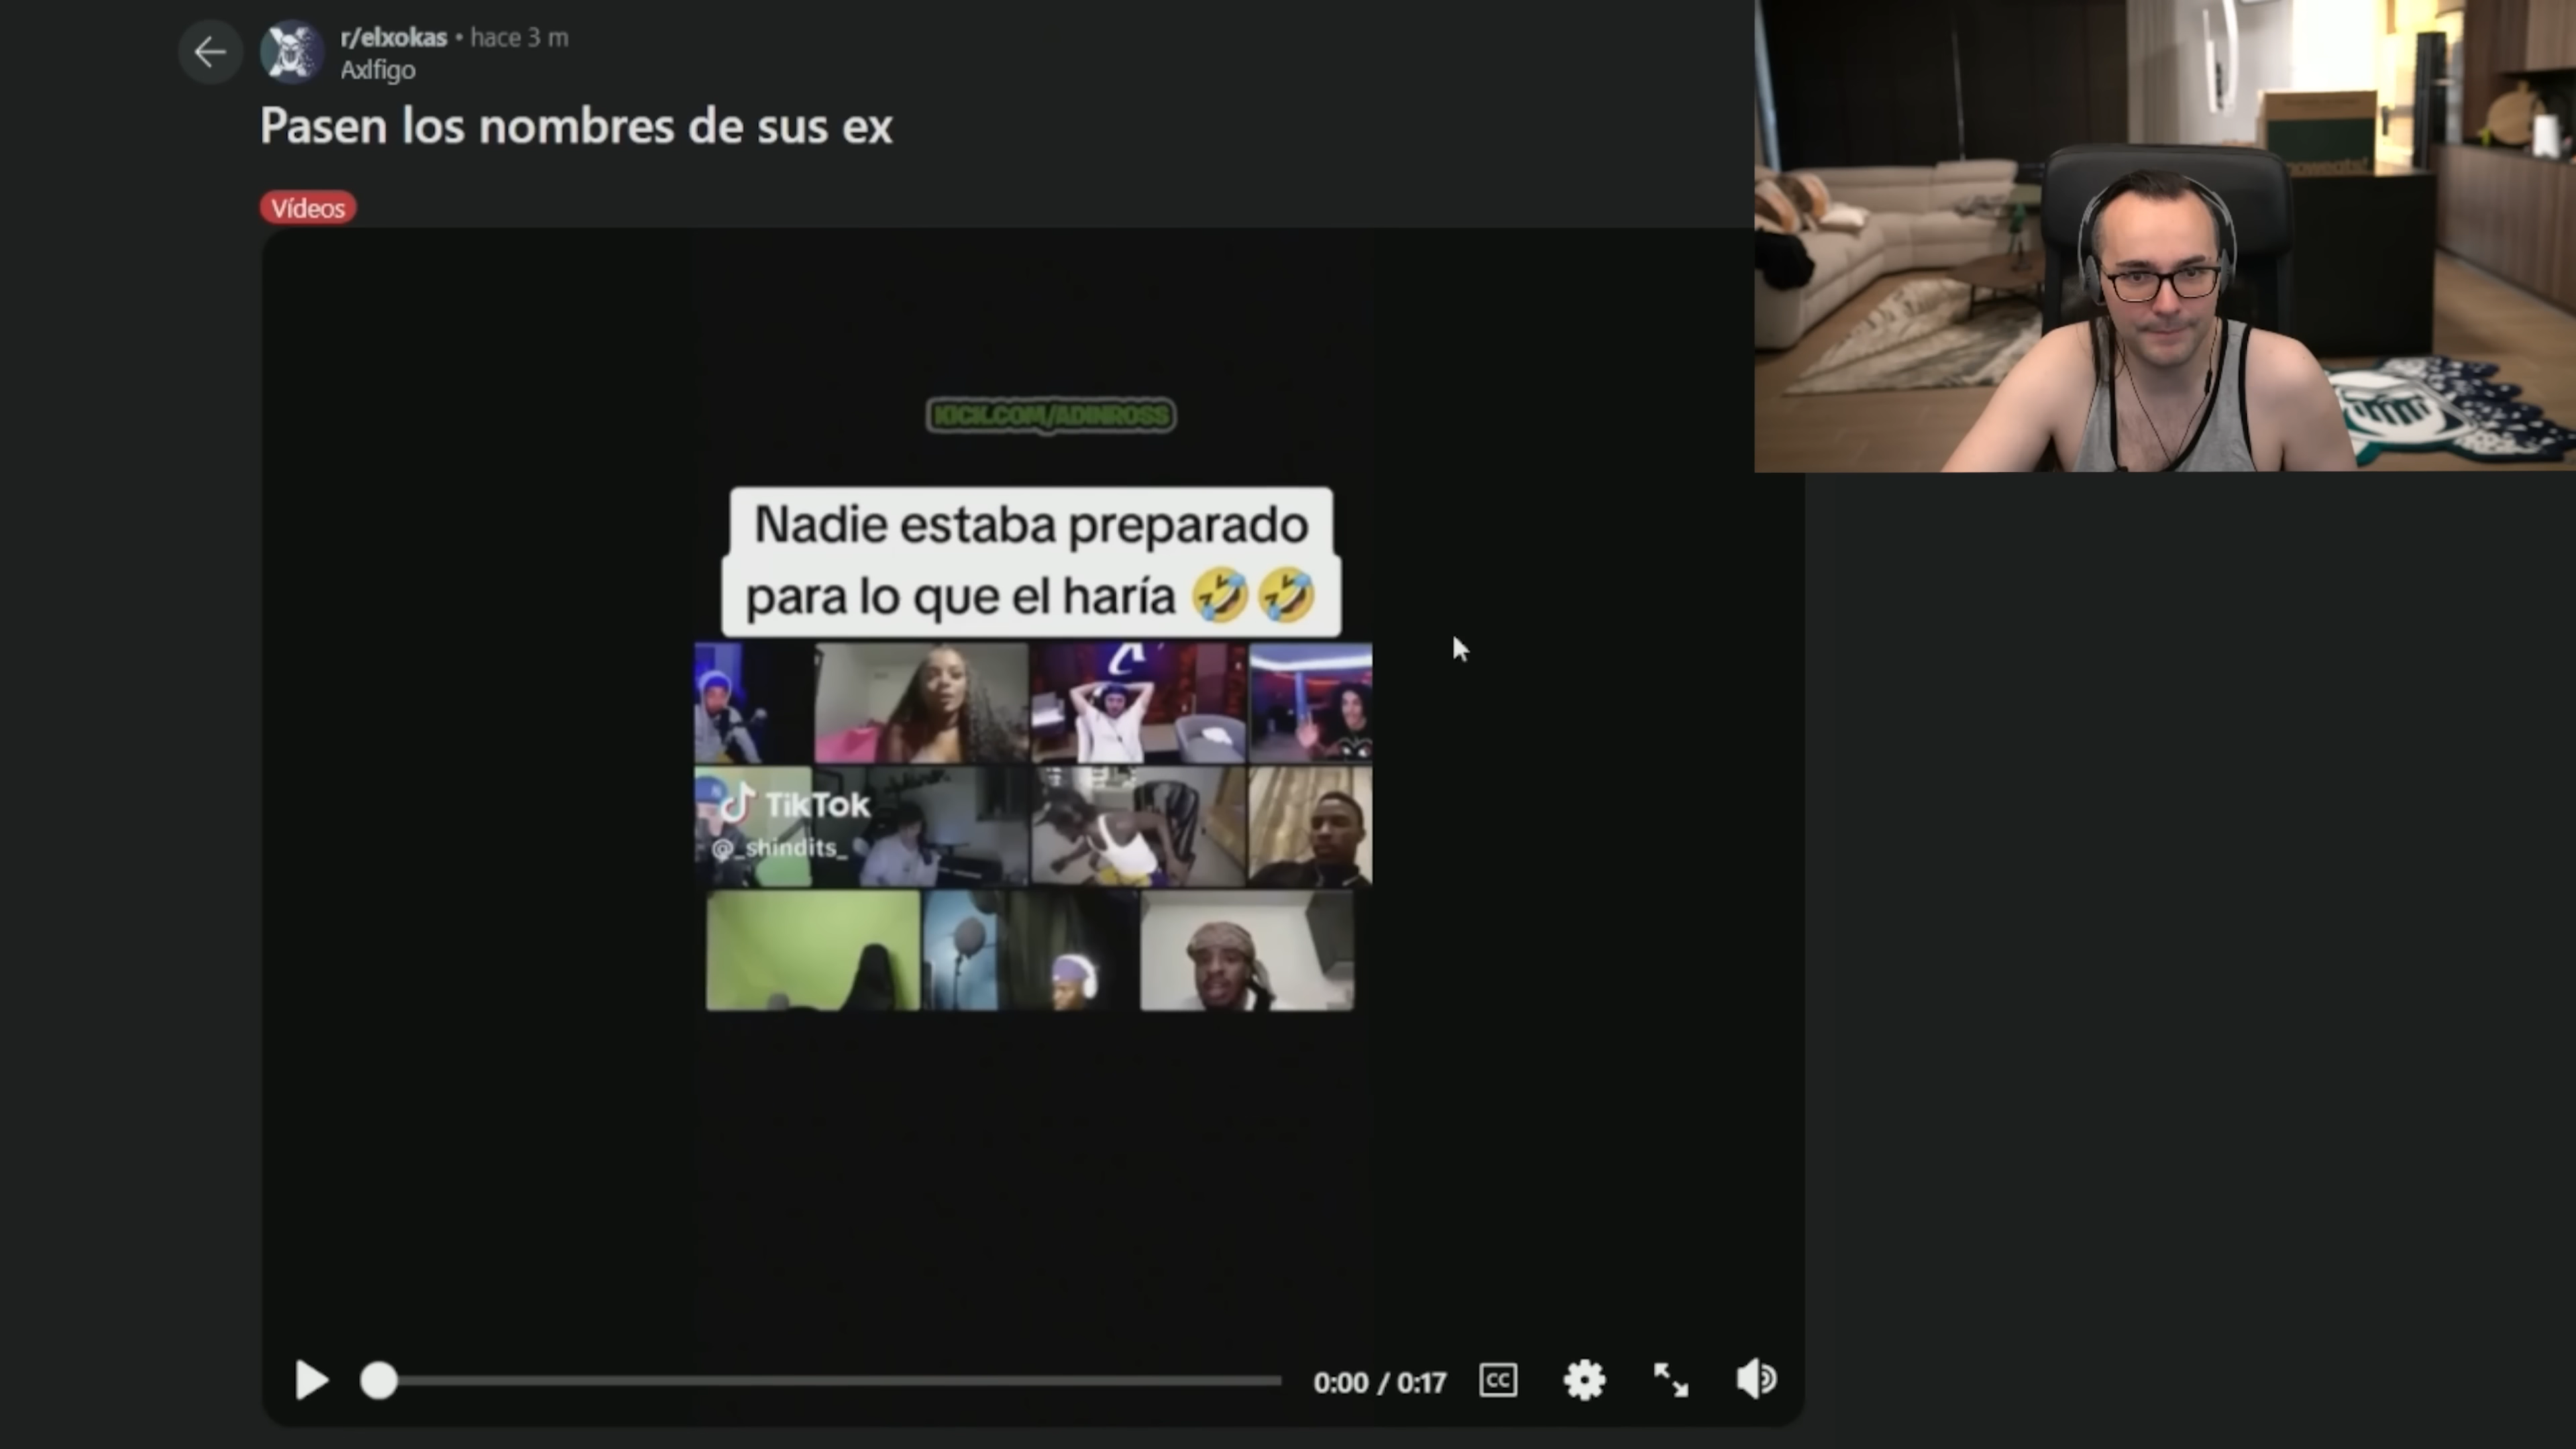 r/elxokas • hace 3 m
Axlfigo
Pasen los nombres de sus ex
Vídeos
KICK.COM/ADINROSS
Nadie estaba preparado
para lo que el haría 🤣🤣
TikTok
@_shindits_
0:00 / 0:17
CC